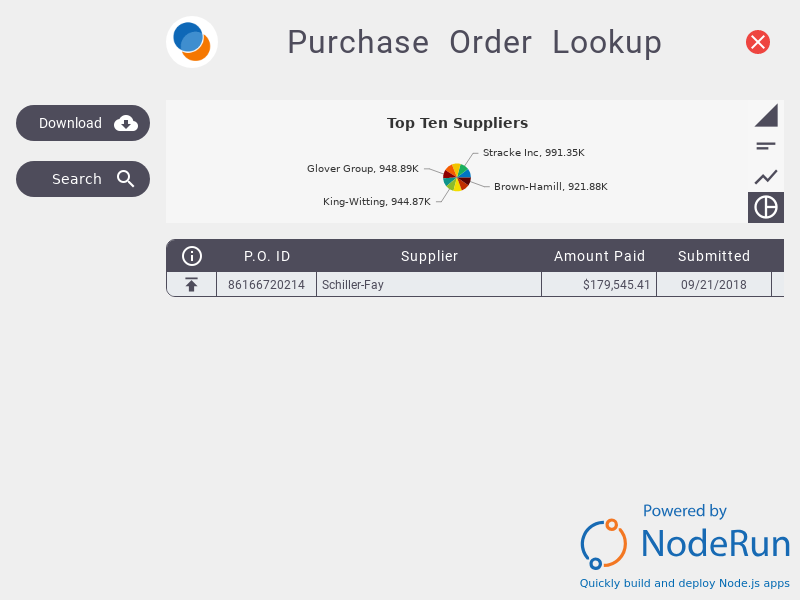 Purchase Order Lookup
Download
Search
Top Ten Suppliers
Stracke Inc, 991.35K
Glover Group, 948.89K
Brown-Hamill, 921.88K
King-Witting, 944.87K
P.O. ID Supplier Amount Paid Submitted
86166720214 Schiller-Fay $179,545.41 09/21/2018
Powered by
NodeRun
Quickly build and deploy Node.js apps